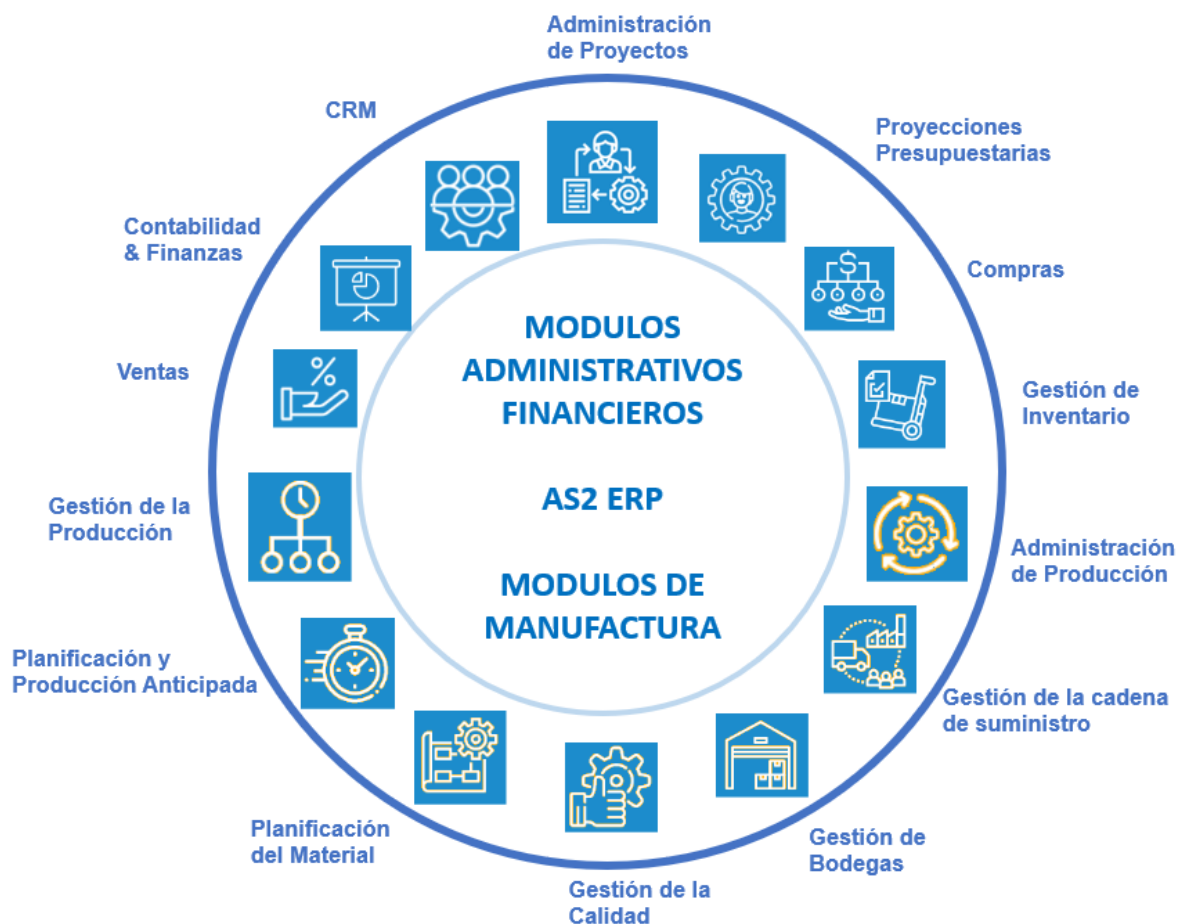 Administración
de Proyectos
CRM
Proyecciones
Presupuestarias
Contabilidad
& Finanzas
Compras
Ventas
Gestión de
Inventario
Gestión de la
Producción
Administración
de Producción
Planificación y
Producción Anticipada
Gestión de la cadena
de suministro
Planificación
del Material
Gestión de
Bodegas
Gestión de la
Calidad
MODULOS
ADMINISTRATIVOS
FINANCIEROS
AS2 ERP
MODULOS DE
MANUFACTURA
%
$